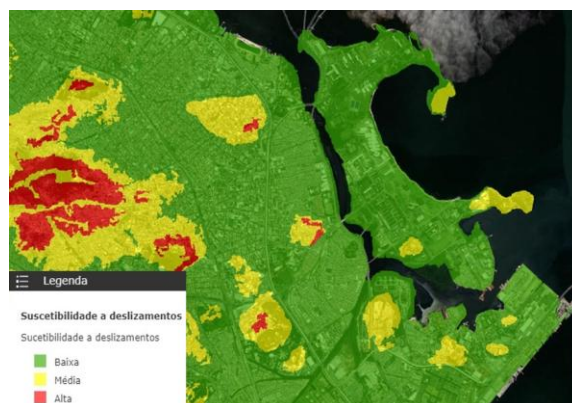 Legenda
Suscetibilidade a deslizamentos
Sucetibilidade a deslizamentos
Baixa
Média
Alta